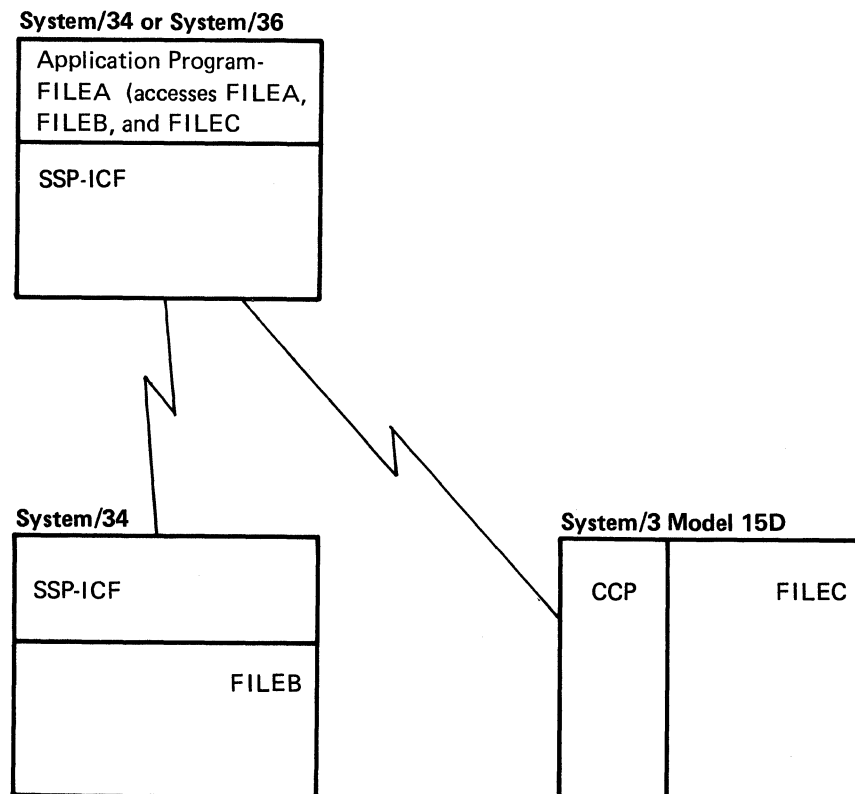 System/34 or System/36
Application Program-
FILEA (accesses FILEA,
FILEB, and FILEC
SSP-ICF
System/34
SSP-ICF
FILEB
System/3 Model 15D
CCP
FILEC